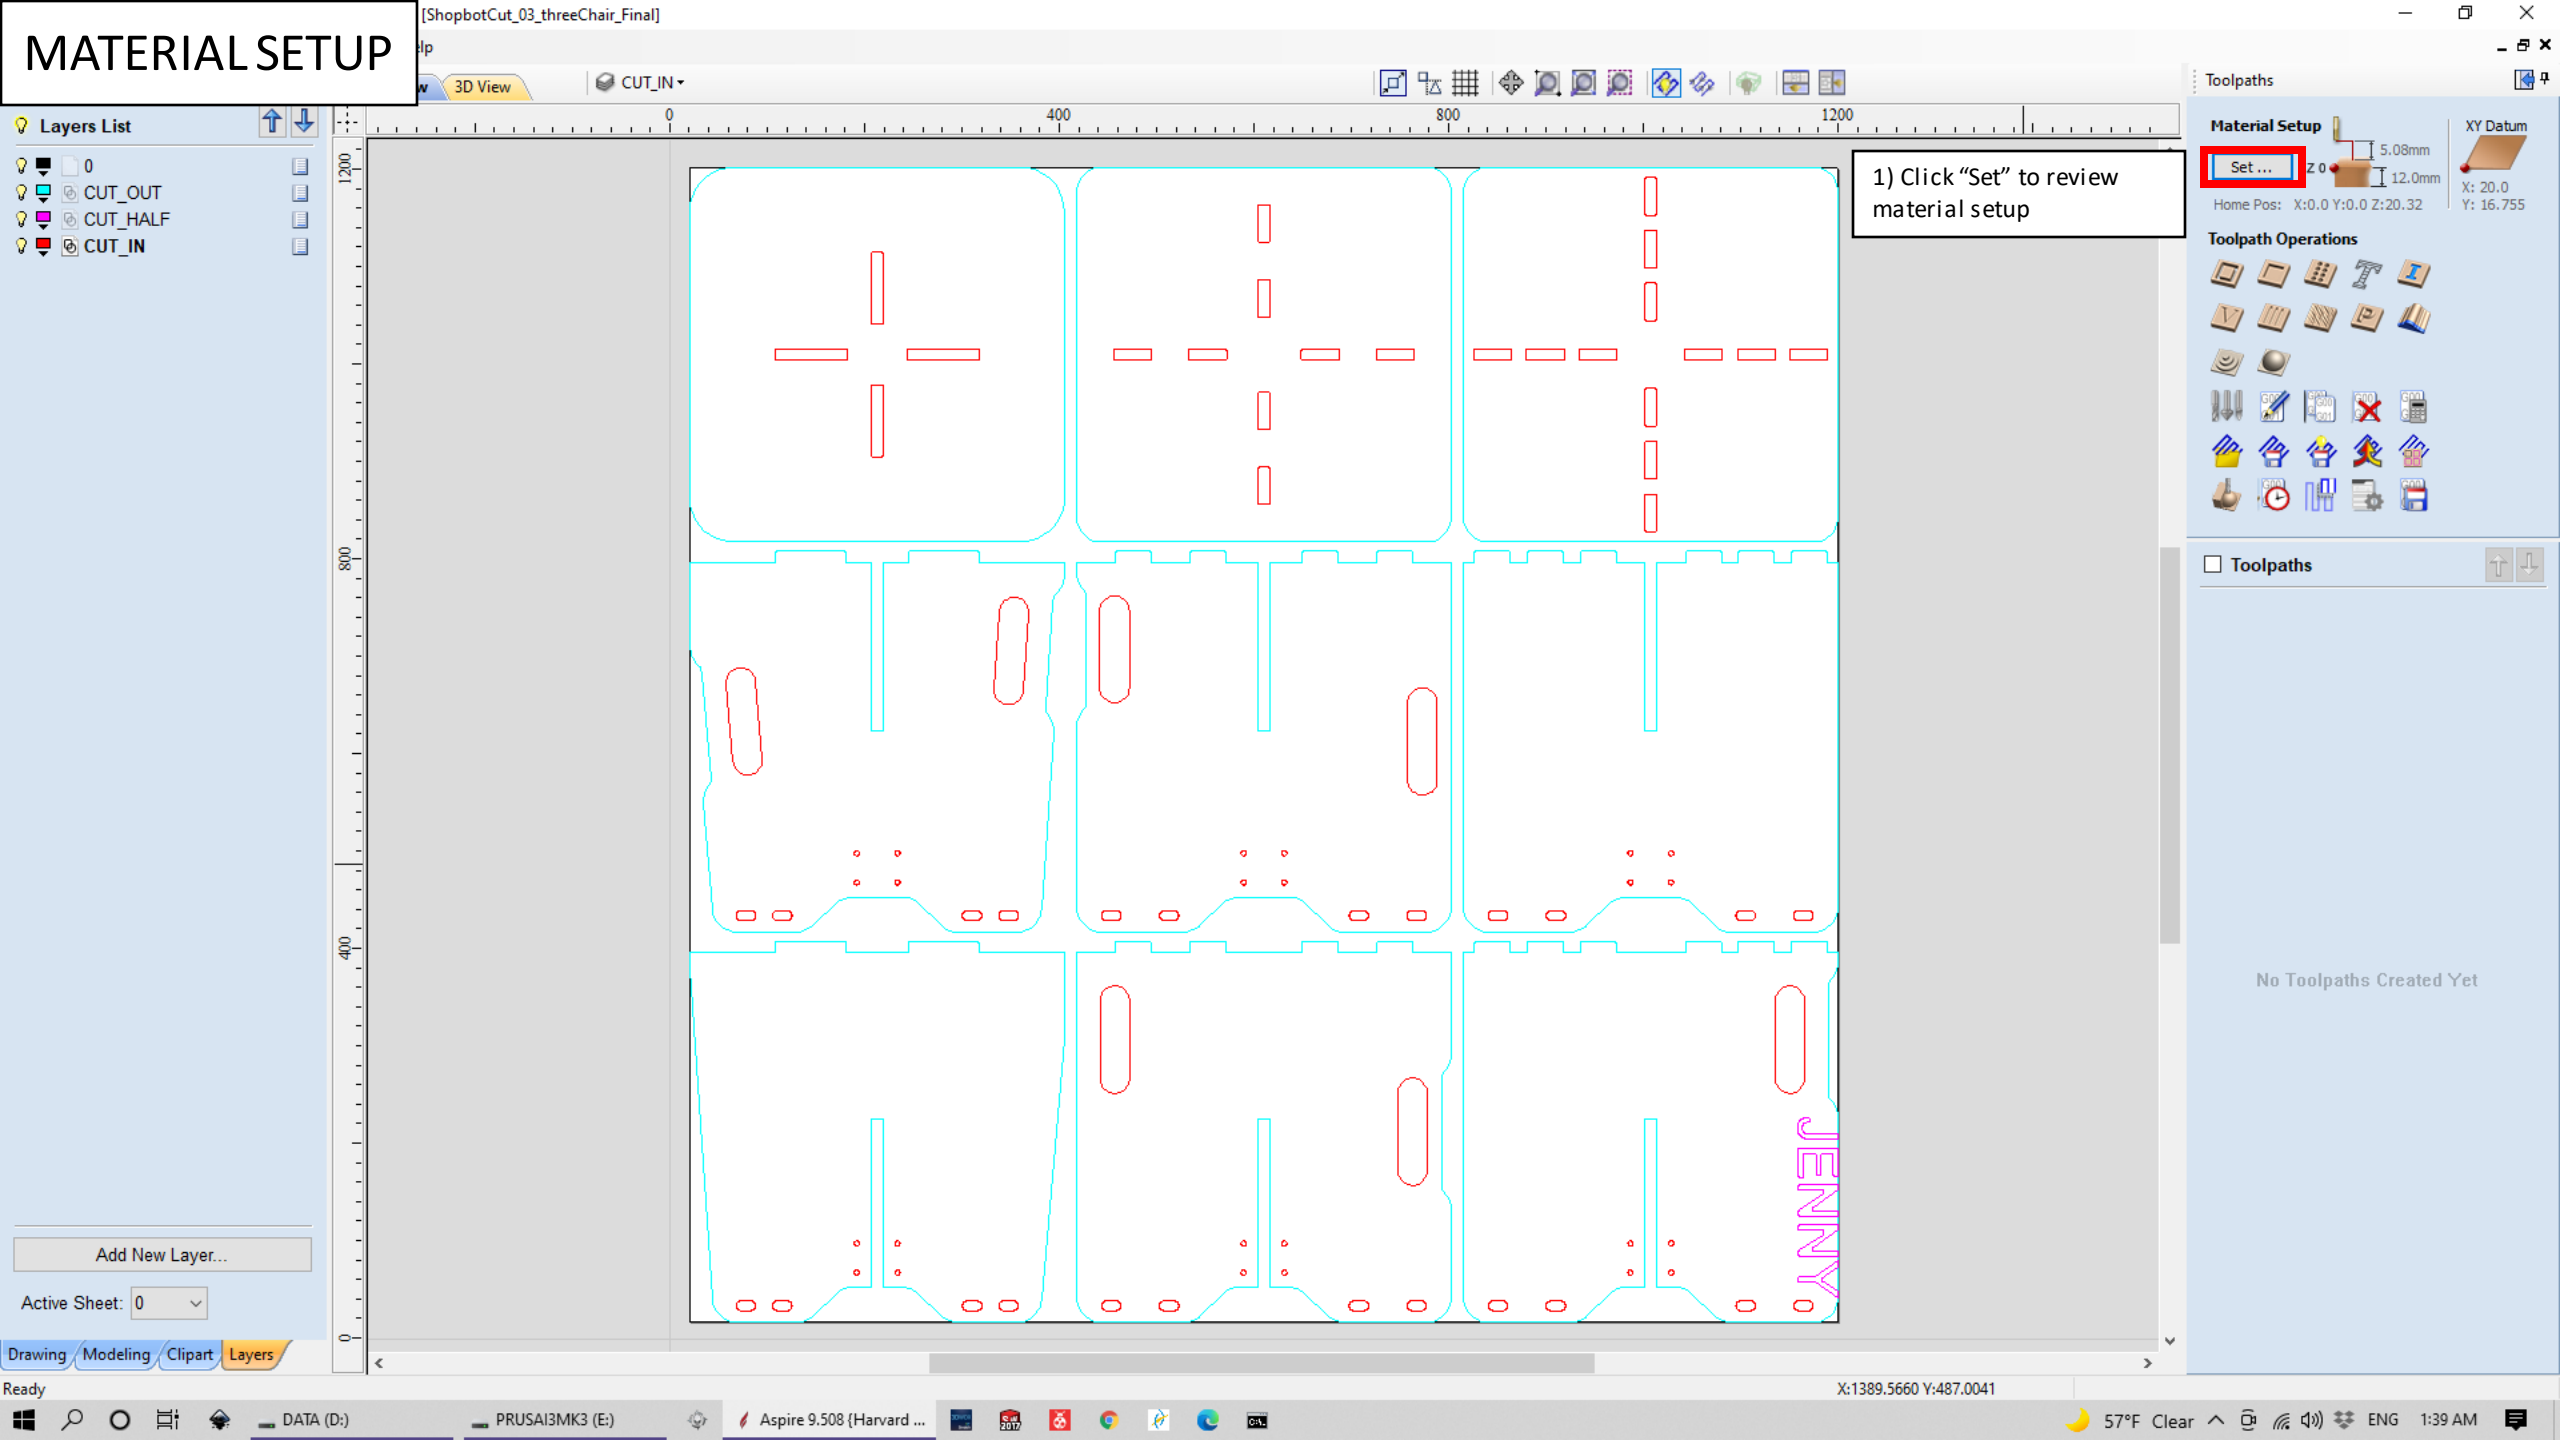 MATERIAL SETUP
[ShopbotCut_03_threeChair_Final]
lp
w
3D View
CUT_IN
Toolpaths
Layers List
0
CUT_OUT
CUT_HALF
CUT_IN
0
400
800
1200
1200
800
400
0
1) Click “Set” to review
material setup
Material Setup
Set ...
Z 0
5.08mm
12.0mm
Home Pos: X:0.0 Y:0.0 Z:20.32
XY Datum
X: 20.0
Y: 16.755
Toolpath Operations
Toolpaths
No Toolpaths Created Yet
JENNY
Add New Layer...
Active Sheet: 0
Drawing
Modeling
Clipart
Layers
Ready
X:1389.5660 Y:487.0041
DATA (D:)
PRUSAI3MK3 (E:)
Aspire 9.508 {Harvard ...
57°F Clear
ENG
1:39 AM